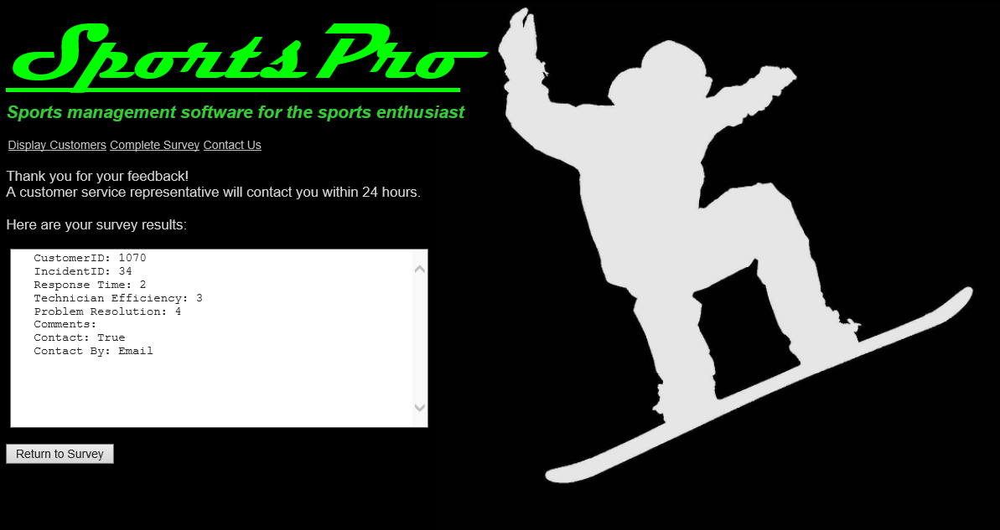 SportsPro
Sports management software for the sports enthusiast
Display Customers Complete Survey Contact Us
Thank you for your feedback!
A customer service representative will contact you within 24 hours.
Here are your survey results:
CustomerID: 1070
IncidentID: 34
Response Time: 2
Technician Efficiency: 3
Problem Resolution: 4
Comments:
Contact: True
Contact By: Email
Return to Survey